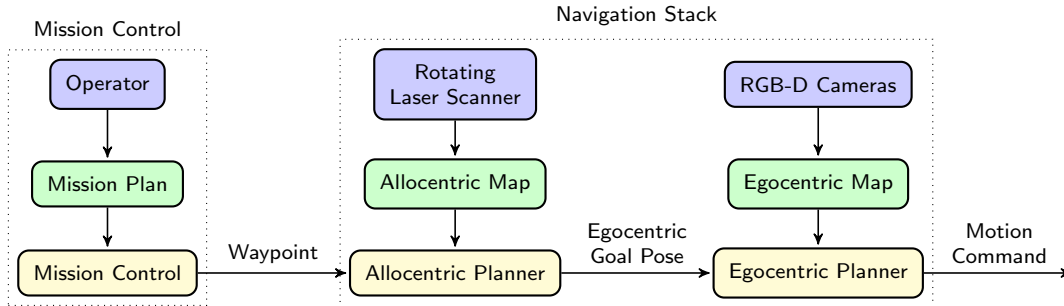 Navigation Stack
Mission Control
Operator
Rotating
Laser Scanner
RGB-D Cameras
Mission Plan
Allocentric Map
Egocentric Map
Mission Control
Waypoint
Allocentric Planner
Egocentric
Goal Pose
Egocentric Planner
Motion
Command